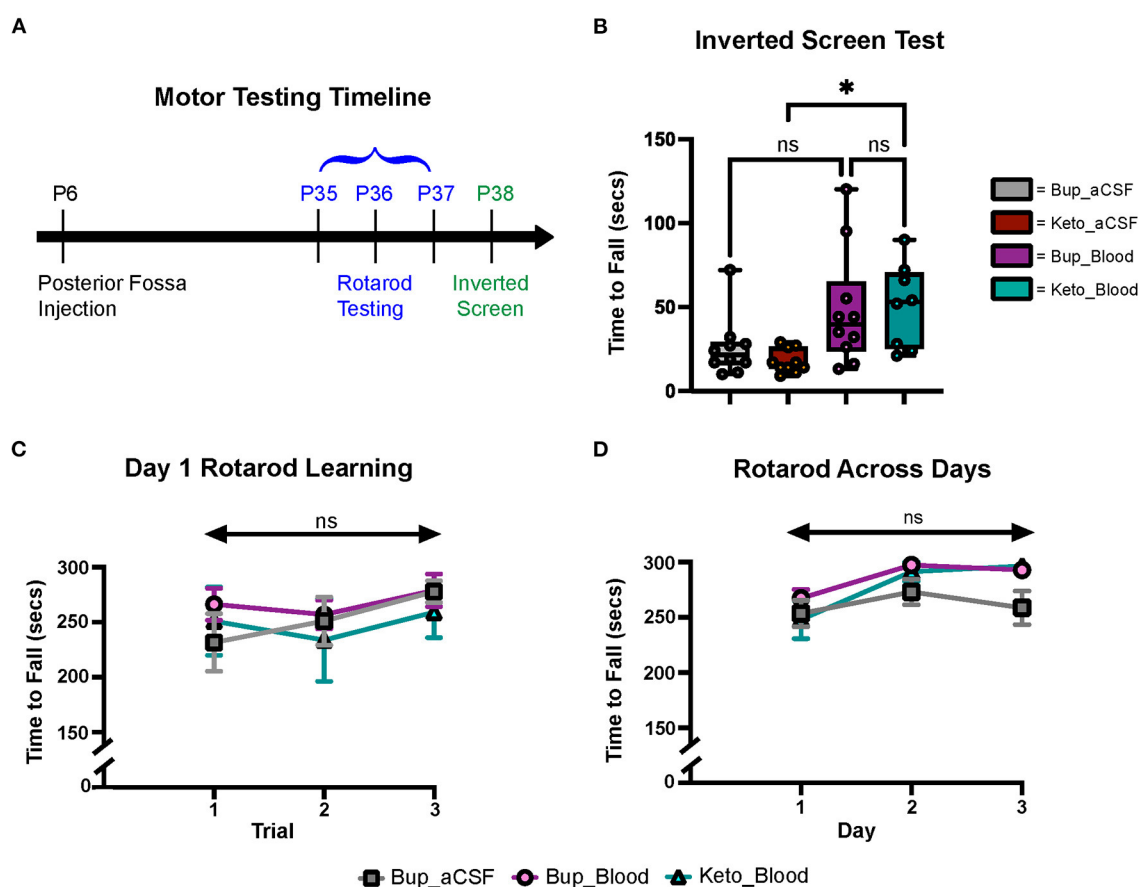 A
Motor Testing Timeline
P6
P35
P36
P37
P38
Posterior Fossa
Injection
Rotarod
Testing
Inverted
Screen
B
Inverted Screen Test
*
ns
ns
150
100
50
0
Time to Fall (secs)
= Bup_aCSF
= Keto_aCSF
= Bup_Blood
= Keto_Blood
C
Day 1 Rotarod Learning
ns
300
250
200
150
0
Time to Fall (secs)
1
2
3
Trial
D
Rotarod Across Days
ns
300
250
200
150
0
Time to Fall (secs)
1
2
3
Day
Bup_aCSF
Bup_Blood
Keto_Blood